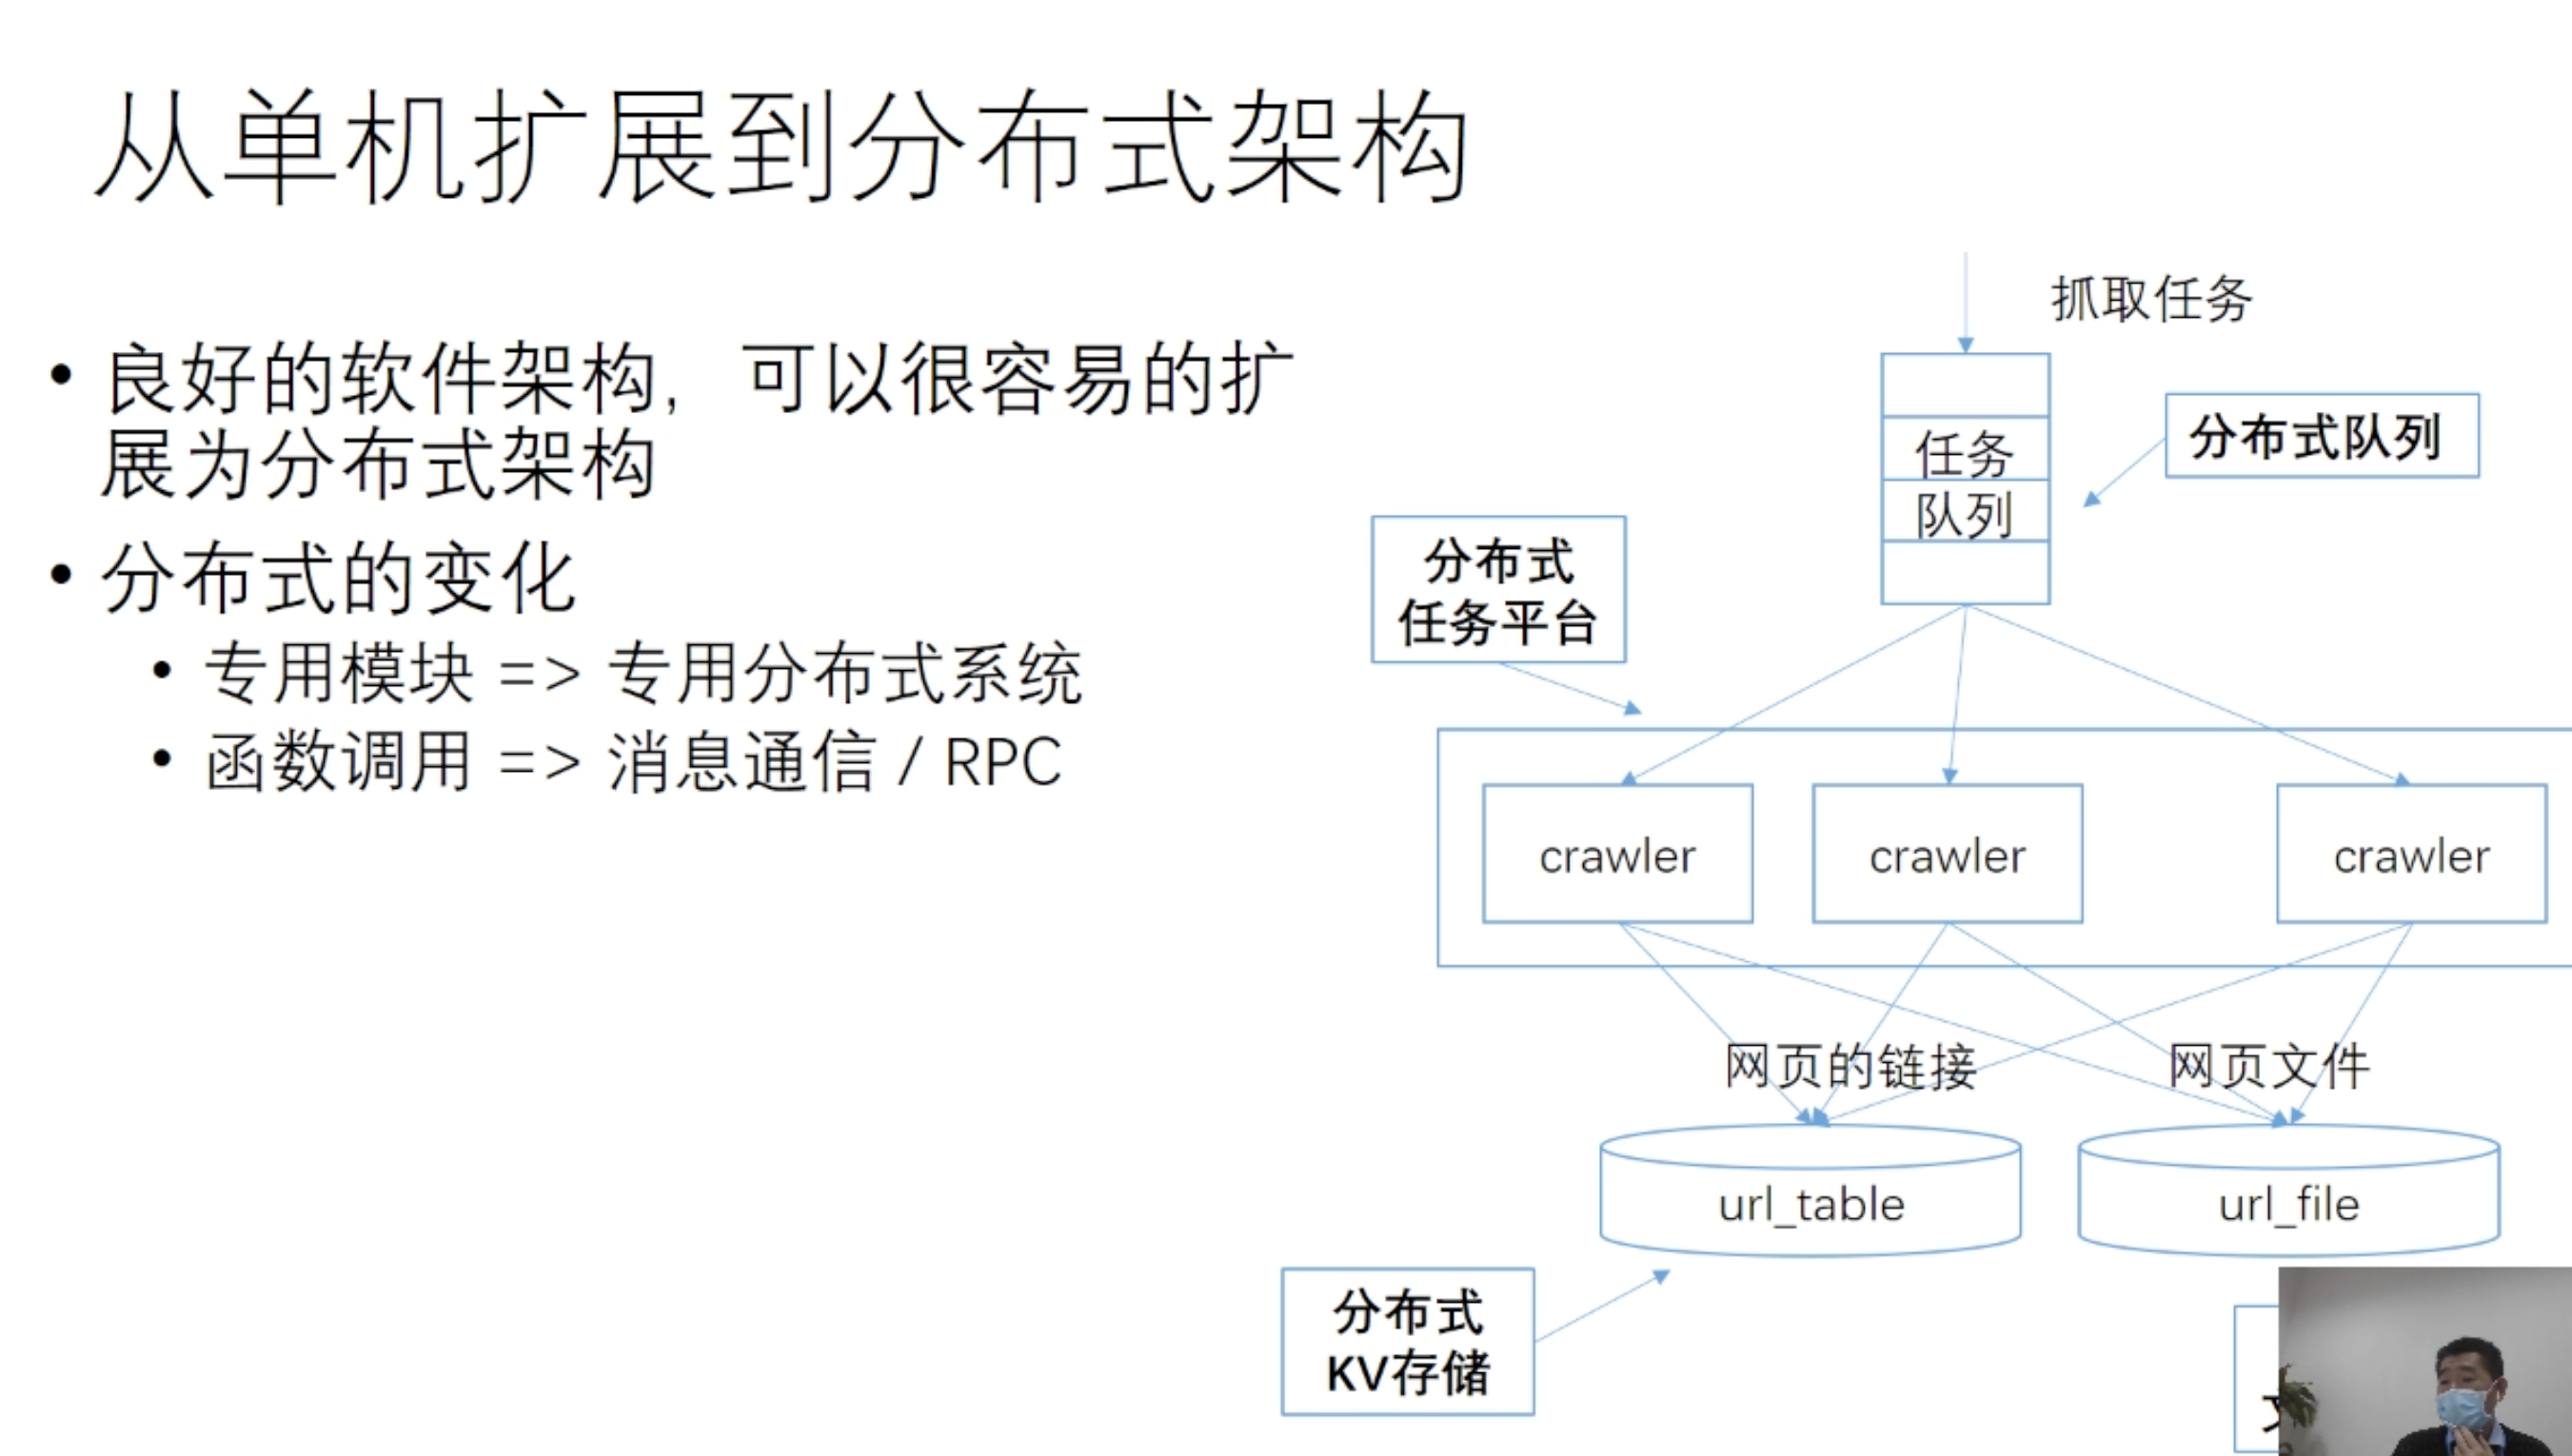 从单机扩展到分布式架构
• 良好的软件架构，可以很容易的扩
展为分布式架构
• 分布式的变化
• 专用模块 => 专用分布式系统
• 函数调用 => 消息通信 / RPC
抓取任务
任务
队列
分布式队列
分布式
任务平台
crawler
crawler
crawler
网页的链接
网页文件
url_table
url_file
分布式
KV存储